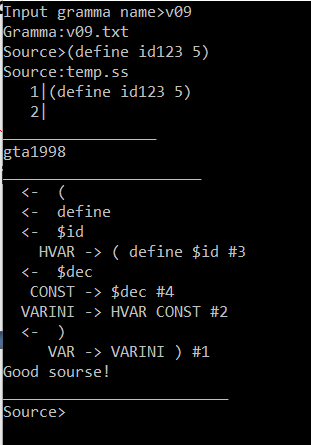 Input gramma name>v09
Gramma:v09.txt
Source>(define id123 5)
Source:temp.ss
   1|(define id123 5)
   2|
_________________
gta1998
______________________
  <-  (
  <-  define
  <-  $id
    HVAR -> ( define $id #3
  <-  $dec
   CONST -> $dec #4
  VARINI -> HVAR CONST #2
  <-  )
     VAR -> VARINI ) #1
Good sourse!
_________________________
Source>